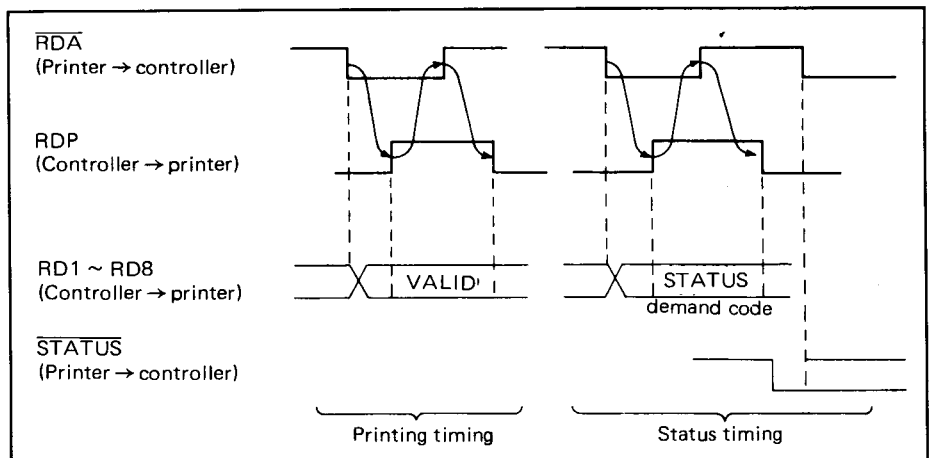 RDA
(Printer → controller)
RDP
(Controller → printer)
RD1 ~ RD8
(Controller → printer)
VALID
STATUS
demand code
STATUS
(Printer → controller)
Printing timing
Status timing